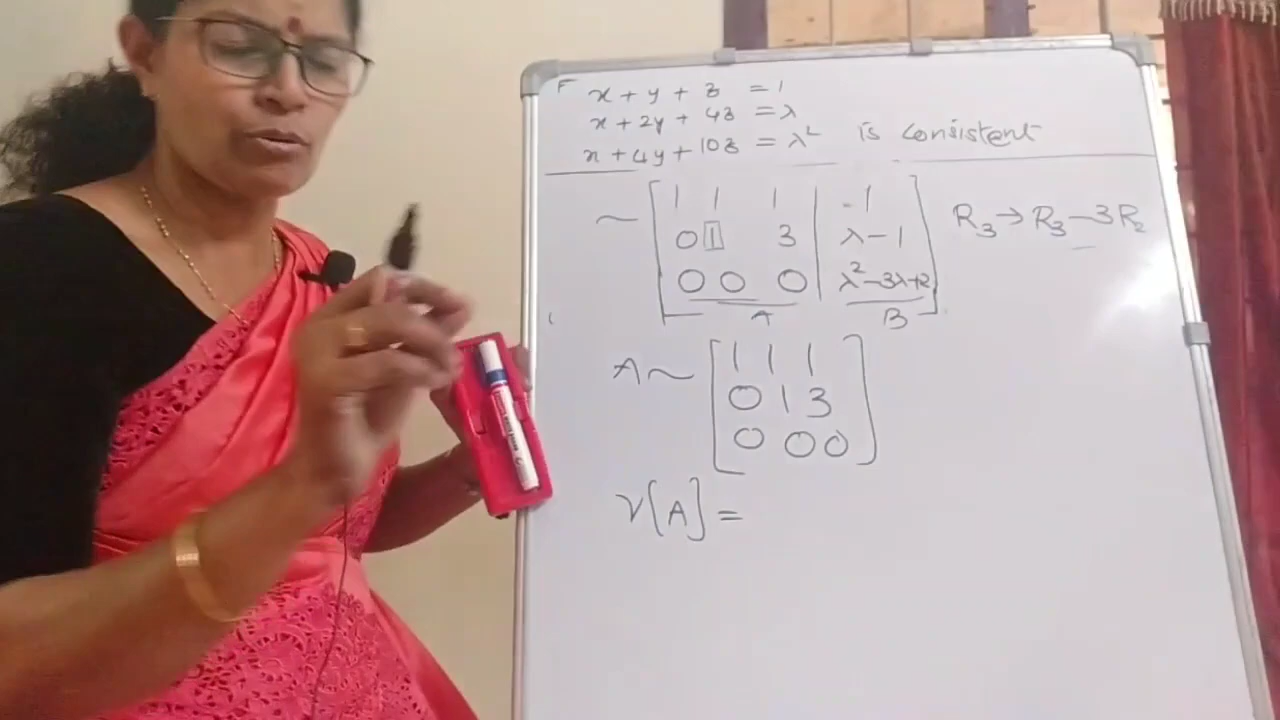 x + y + z = 1
x + 2y + 4z = λ
x + 4y + 10z = λ² is consistent
~ [ 1 1 1 | 1 ]
[ 0 1 3 | λ - 1 ] R₃ → R₃ - 3R₂
[ 0 0 0 | λ² - 3λ + 2 ]
A B
A ~ [ 1 1 1 ]
[ 0 1 3 ]
[ 0 0 0 ]
r[A] =